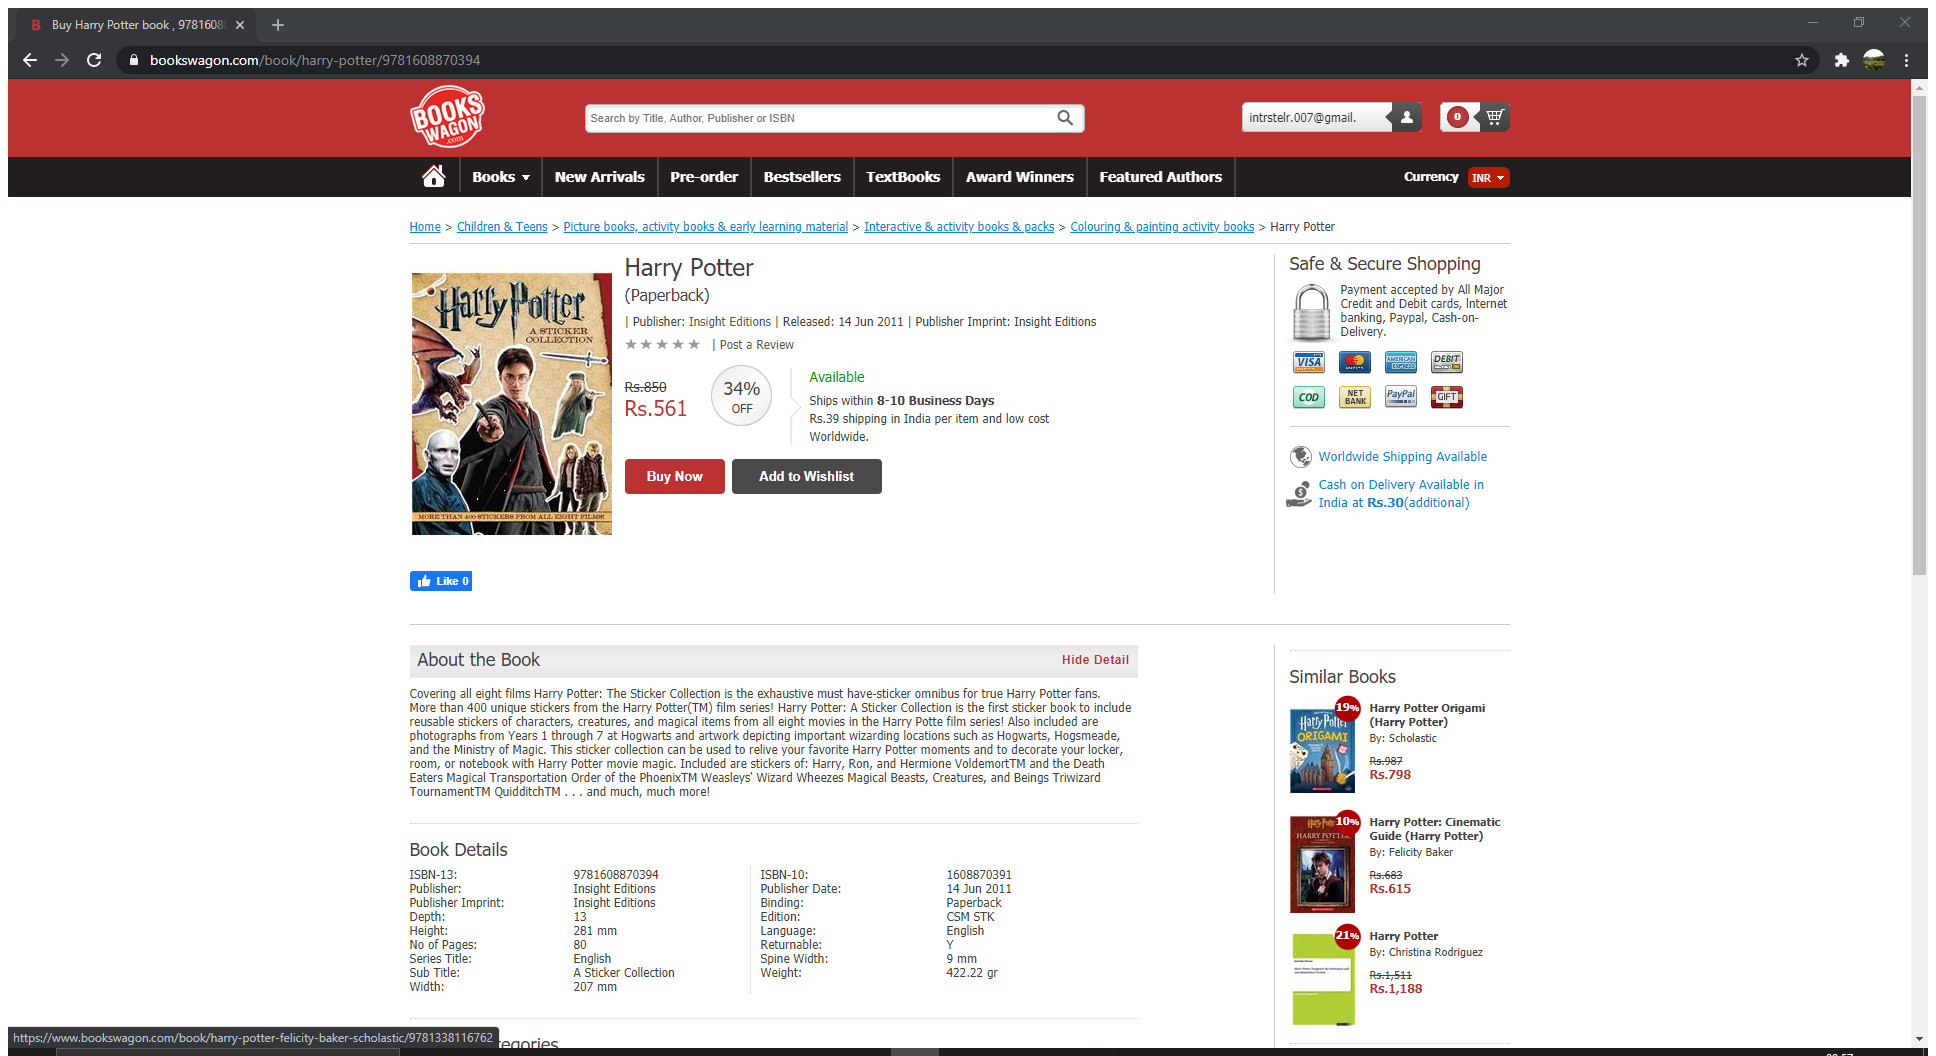 B Buy Harry Potter book , 9781608
bookswagon.com/book/harry-potter/9781608870394
BOOKS WAGON .com
Search by Title, Author, Publisher or ISBN
intrstelr.007@gmail.
0
Books
New Arrivals
Pre-order
Bestsellers
TextBooks
Award Winners
Featured Authors
Currency
INR
Home > Children & Teens > Picture books, activity books & early learning material > Interactive & activity books & packs > Colouring & painting activity books > Harry Potter
Harry Potter
A STICKER
COLLECTION
MORE THAN 400 STICKERS FROM ALL EIGHT FILMS!
Harry Potter
(Paperback)
| Publisher: Insight Editions | Released: 14 Jun 2011 | Publisher Imprint: Insight Editions
| Post a Review
Rs.850
Rs.561
34%
OFF
Available
Ships within 8-10 Business Days
Rs.39 shipping in India per item and low cost
Worldwide.
Buy Now
Add to Wishlist
Like 0
Safe & Secure Shopping
Payment accepted by All Major
Credit and Debit cards, Internet
banking, Paypal, Cash-on-
Delivery.
VISA
AMERICAN EXPRESS
DEBIT
COD
NET BANK
PayPal
GIFT
Worldwide Shipping Available
Cash on Delivery Available in
India at Rs.30(additional)
About the Book
Hide Detail
Covering all eight films Harry Potter: The Sticker Collection is the exhaustive must have-sticker omnibus for true Harry Potter fans.
More than 400 unique stickers from the Harry Potter(TM) film series! Harry Potter: A Sticker Collection is the first sticker book to include
reusable stickers of characters, creatures, and magical items from all eight movies in the Harry Potte film series! Also included are
photographs from Years 1 through 7 at Hogwarts and artwork depicting important wizarding locations such as Hogwarts, Hogsmeade,
and the Ministry of Magic. This sticker collection can be used to relive your favorite Harry Potter moments and to decorate your locker,
room, or notebook with Harry Potter movie magic. Included are stickers of: Harry, Ron, and Hermione VoldemortTM and the Death
Eaters Magical Transportation Order of the PhoenixTM Weasleys' Wizard Wheezes Magical Beasts, Creatures, and Beings Triwizard
TournamentTM QuidditchTM . . . and much, much more!
Book Details
ISBN-13: 9781608870394
Publisher: Insight Editions
Publisher Imprint: Insight Editions
Depth: 13
Height: 281 mm
No of Pages: 80
Series Title: English
Sub Title: A Sticker Collection
Width: 207 mm
ISBN-10: 1608870391
Publisher Date: 14 Jun 2011
Binding: Paperback
Edition: CSM STK
Language: English
Returnable: Y
Spine Width: 9 mm
Weight: 422.22 gr
Similar Books
19%
Harry Potter
ORIGAMI
Harry Potter Origami
(Harry Potter)
By: Scholastic
Rs.987
Rs.798
10%
HARRY POTTER
Harry Potter: Cinematic
Guide (Harry Potter)
By: Felicity Baker
Rs.683
Rs.615
21%
Harry Potter
By: Christina Rodriguez
Rs.1,511
Rs.1,188
https://www.bookswagon.com/book/harry-potter-felicity-baker-scholastic/9781338116762
egories